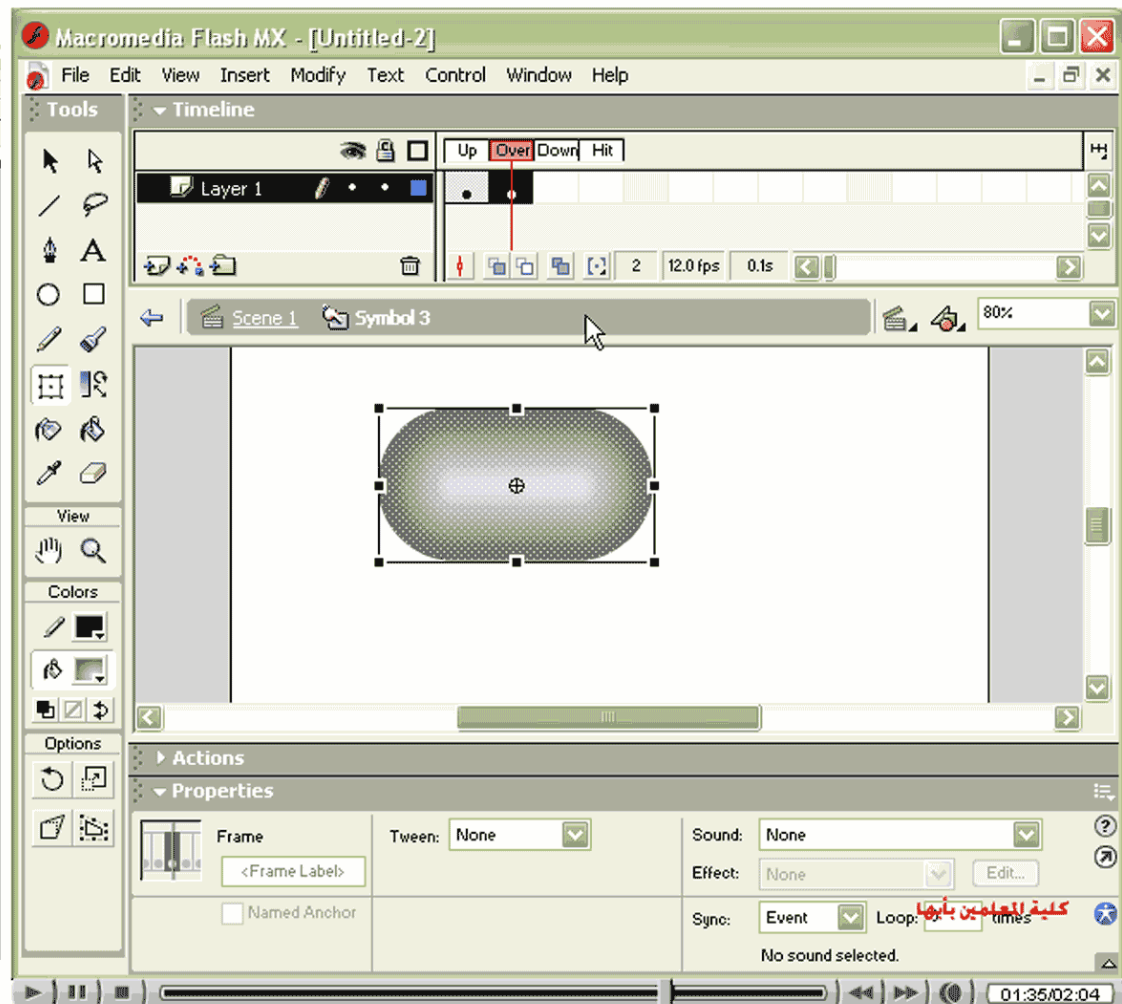 Macromedia Flash MX - [Untitled-2]
File Edit View Insert Modify Text Control Window Help
Tools
Timeline
Up Over Down Hit
Layer 1
2 12.0 fps 0.1s
Scene 1 Symbol 3 80%
View
Colors
Options
Actions
Properties
Frame Tween: None Sound: None
<Frame Label> Effect: None Edit...
Named Anchor Sync: Event Loop: times
كلية المعلمين بأبها
No sound selected.
01:35/02:04